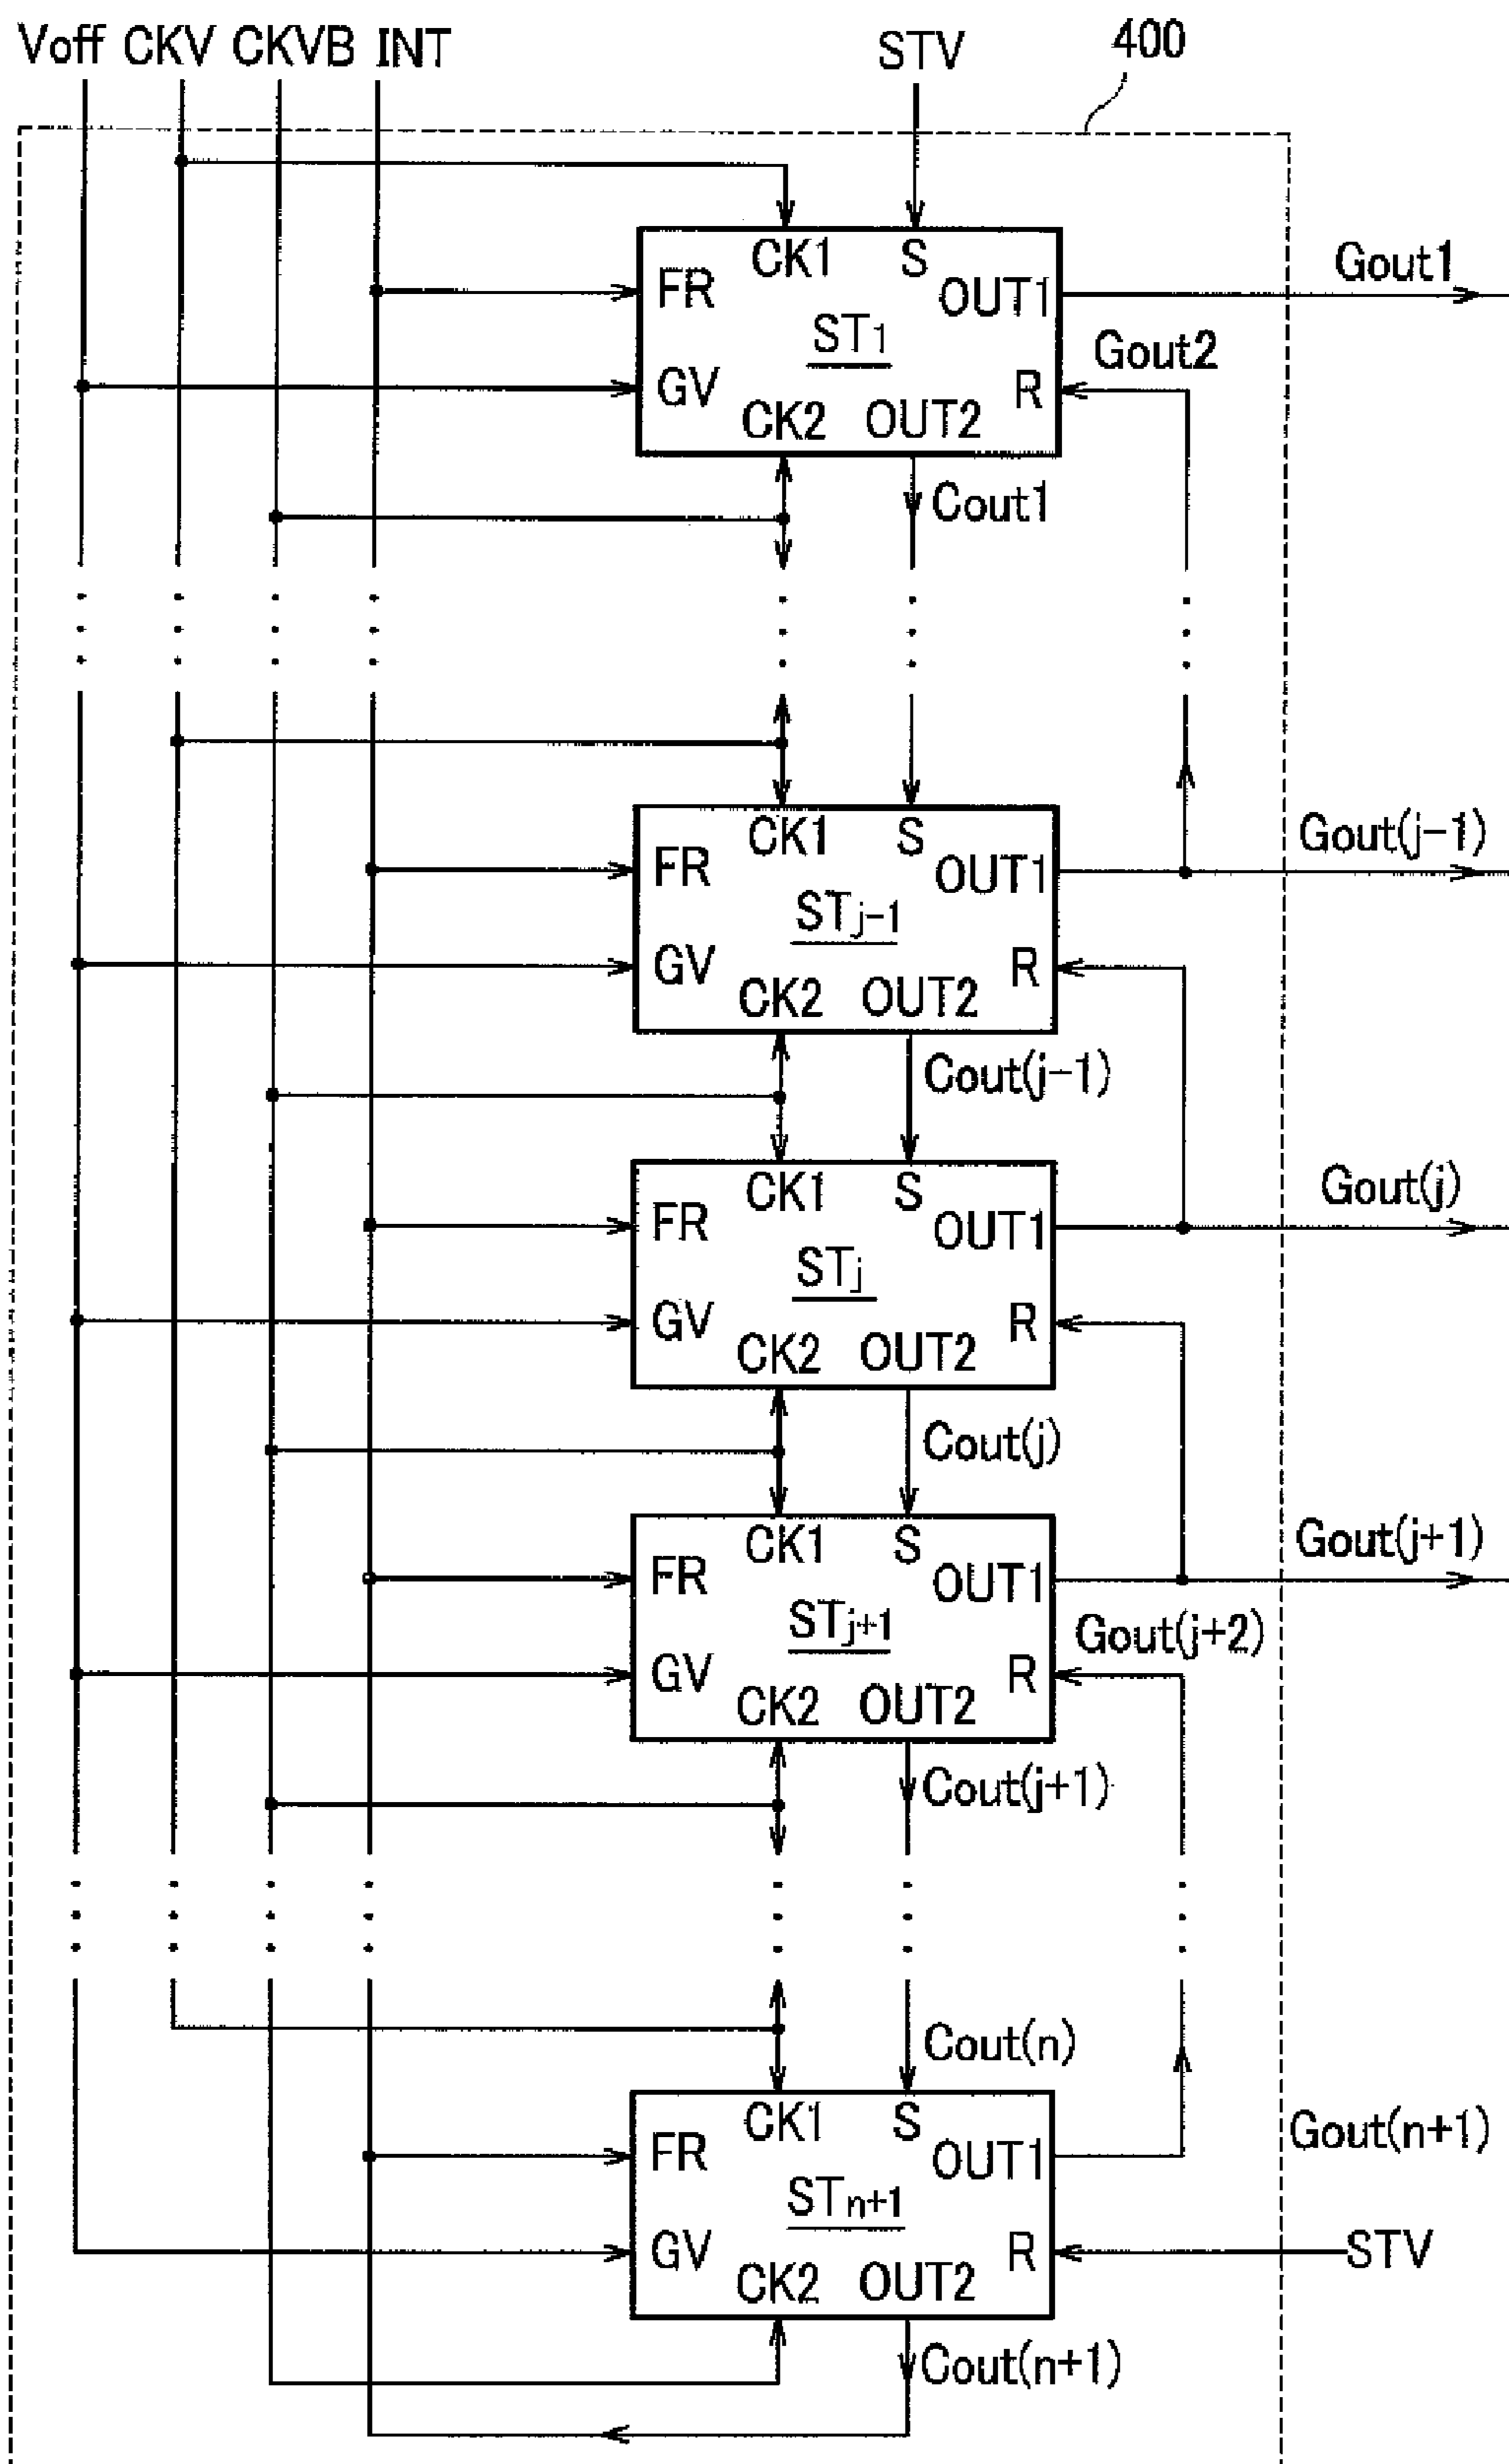 Voff CKV CKVB INT STV 400
CK1 S
FR OUT1 Gout1
ST1
GV R Gout2
CK2 OUT2
Cout1
CK1 S
FR OUT1 Gout(j-1)
STj-1
GV R
CK2 OUT2
Cout(j-1)
CK1 S
FR OUT1 Gout(j)
STj
GV R
CK2 OUT2
Cout(j)
CK1 S
FR OUT1 Gout(j+1)
STj+1 Gout(j+2)
GV R
CK2 OUT2
Cout(j+1)
Cout(n)
CK1 S
FR OUT1 Gout(n+1)
STn+1
GV R STV
CK2 OUT2
Cout(n+1)